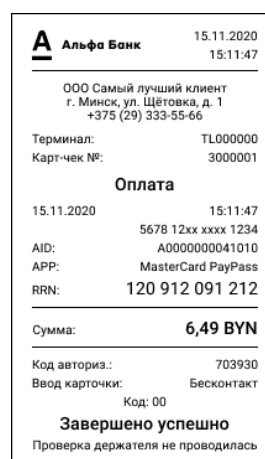 А Альфа Банк 15.11.2020
15:11:47
ООО Самый лучший клиент
г. Минск, ул. Щётовка, д. 1
+375 (29) 333-55-66
Терминал: TL000000
Карт-чек №: 3000001
Оплата
15.11.2020 15:11:47
5678 12xx xxxx 1234
AID: A0000000041010
APP: MasterCard PayPass
RRN: 120 912 091 212
Сумма: 6,49 BYN
Код авториз.: 703930
Ввод карточки: Бесконтакт
Код: 00
Завершено успешно
Проверка держателя не проводилась